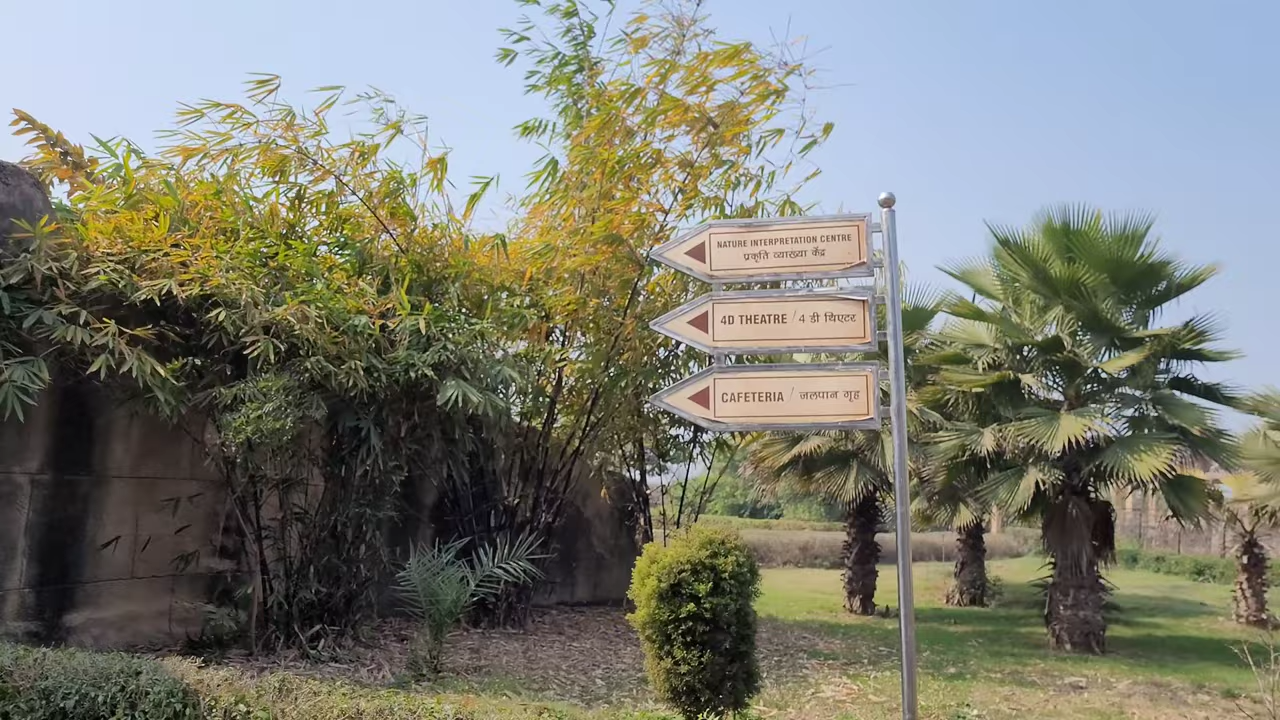 NATURE INTERPRETATION CENTRE
प्रकृति व्याख्या केंद्र
4D THEATRE / 4 डी थिएटर
CAFETERIA / जलपान गृह